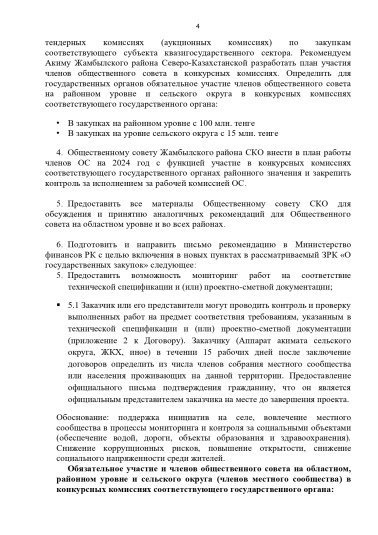 4
тендерных комиссиях (аукционных комиссиях) по закупкам
соответствующего субъекта квазигосударственного сектора. Рекомендуем
Акиму Жамбылского района Северо-Казахстанской разработать план участия
членов общественного совета в конкурсных комиссиях. Определить для
государственных органов обязательное участие членов общественного совета
на районном уровне и сельского округа в конкурсных комиссиях
соответствующего государственного органа:
• В закупках на районном уровне с 100 млн. тенге
• В закупках на уровне сельского округа с 15 млн. тенге
4. Общественному совету Жамбылского района СКО внести в план работы
членов ОС на 2024 год с функцией участие в конкурсных комиссиях
соответствующего государственного органах районного значения и закрепить
контроль за исполнением за рабочей комиссией ОС.
5. Предоставить все материалы Общественному совету СКО для
обсуждения и принятию аналогичных рекомендаций для Общественного
совета на областном уровне и во всех районах.
6. Подготовить и направить письмо рекомендацию в Министерство
финансов РК с целью включения в новых пунктах в рассматриваемый ЗРК «О
государственных закупок» следующее:
5. Предоставить возможность мониторинг работ на соответствие
технической спецификации и (или) проектно-сметной документации;
▪ 5.1 Заказчик или его представители могут проводить контроль и проверку
выполненных работ на предмет соответствия требованиям, указанным в
технической спецификации и (или) проектно-сметной документации
(приложение 2 к Договору). Заказчику (Аппарат акимата сельского
округа, ЖКХ, иное) в течении 15 рабочих дней после заключение
договоров определить из числа членов собрания местного сообщества
или населения проживающих на данной территории. Предоставление
официального письма подтверждения гражданину, что он является
официальным представителем заказчика на месте до завершения проекта.
Обоснование: поддержка инициатив на селе, вовлечение местного
сообщества в процессы мониторинга и контроля за социальными объектами
(обеспечение водой, дороги, объекты образования и здравоохранения).
Снижение коррупционных рисков, повышение открытости, снижение
социального напряженности среди жителей.
Обязательное участие и членов общественного совета на областном,
районном уровне и сельского округа (членов местного сообщества) в
конкурсных комиссиях соответствующего государственного органа: